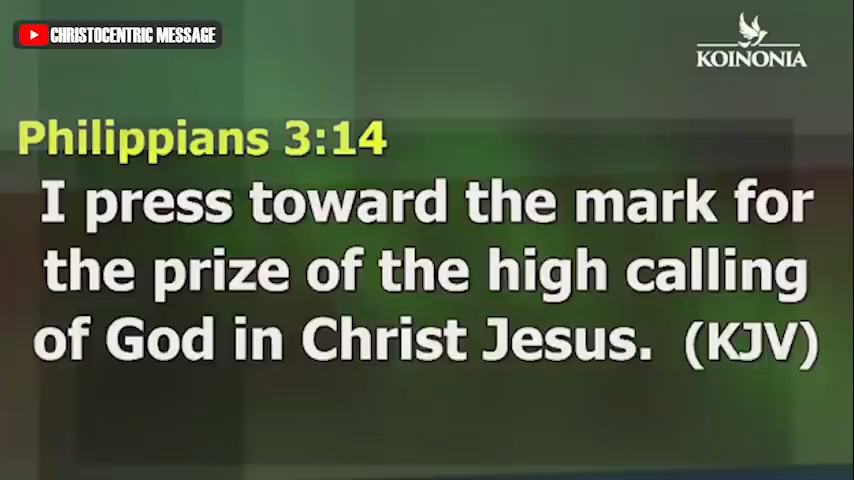 CHRISTOCENTRIC MESSAGE
KOINONIA
Philippians 3:14
I press toward the mark for
the prize of the high calling
of God in Christ Jesus. (KJV)